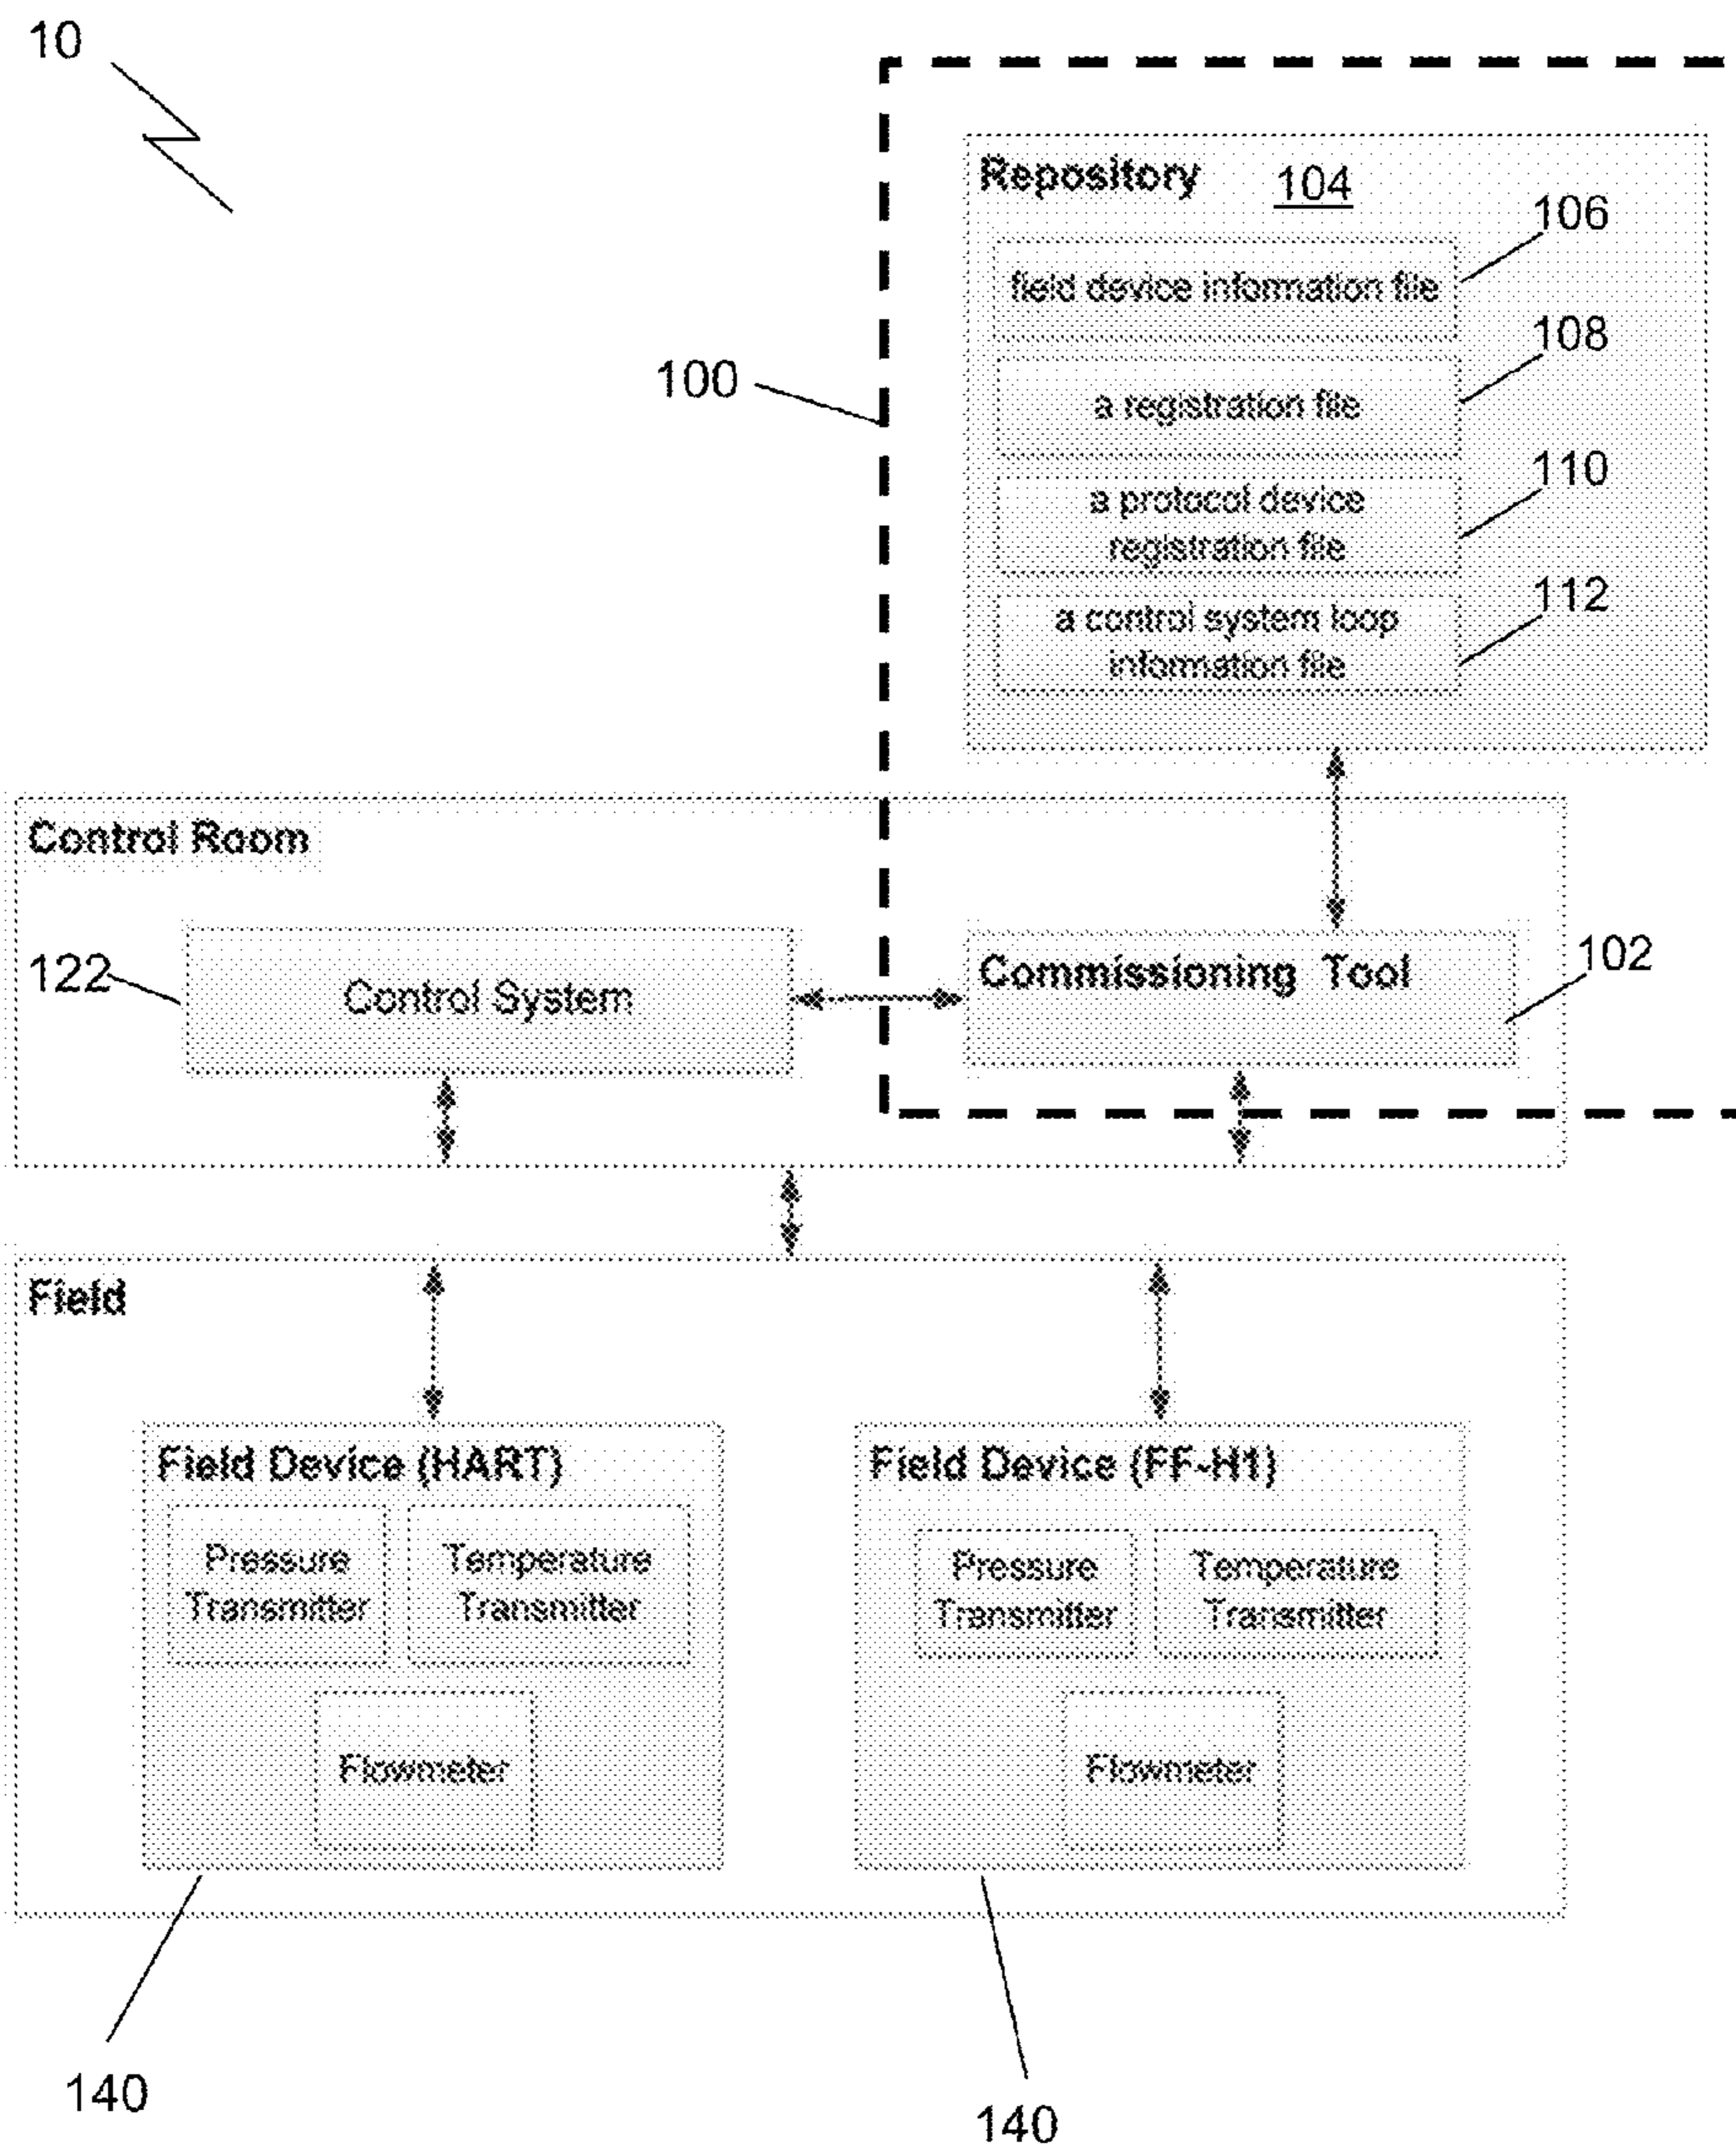 10
Repository 104
106
field device information file
108
100
a registration file
110
a protocol device
registration file
112
a control system loop
information file
Control Room
122
Control System
Commissioning Tool
102
Field
Field Device (HART)
Pressure
Transmitter
Temperature
Transmitter
Flowmeter
Field Device (FF-H1)
Pressure
Transmitter
Temperature
Transmitter
Flowmeter
140
140